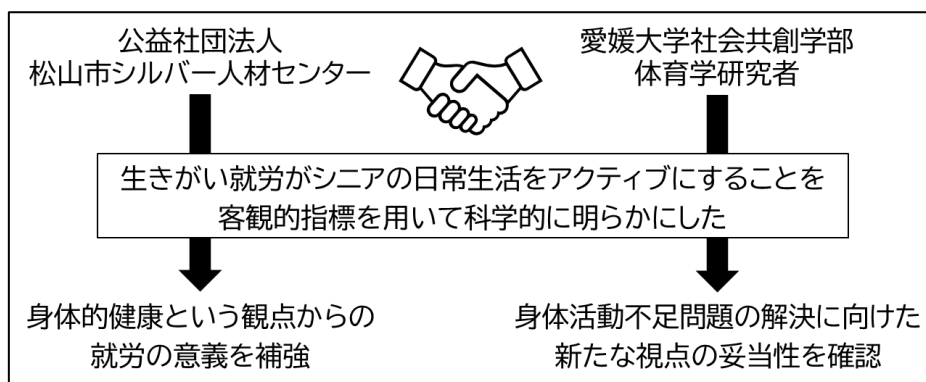 公益社団法人
松山市シルバー人材センター
愛媛大学社会共創学部
体育学研究者
生きがい就労がシニアの日常生活をアクティブにすることを
客観的指標を用いて科学的に明らかにした
身体的健康という観点からの
就労の意義を補強
身体活動不足問題の解決に向けた
新たな視点の妥当性を確認